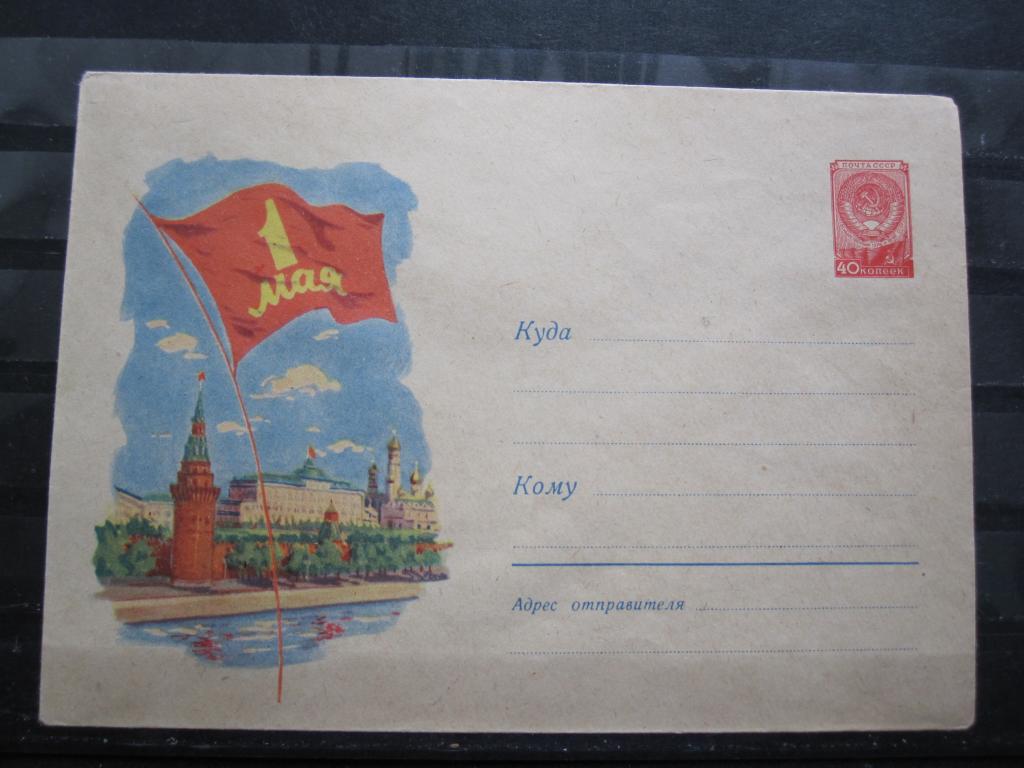 1
мая
ПОЧТА СССР
40 КОПЕЕК
Куда
Кому
Адрес отправителя